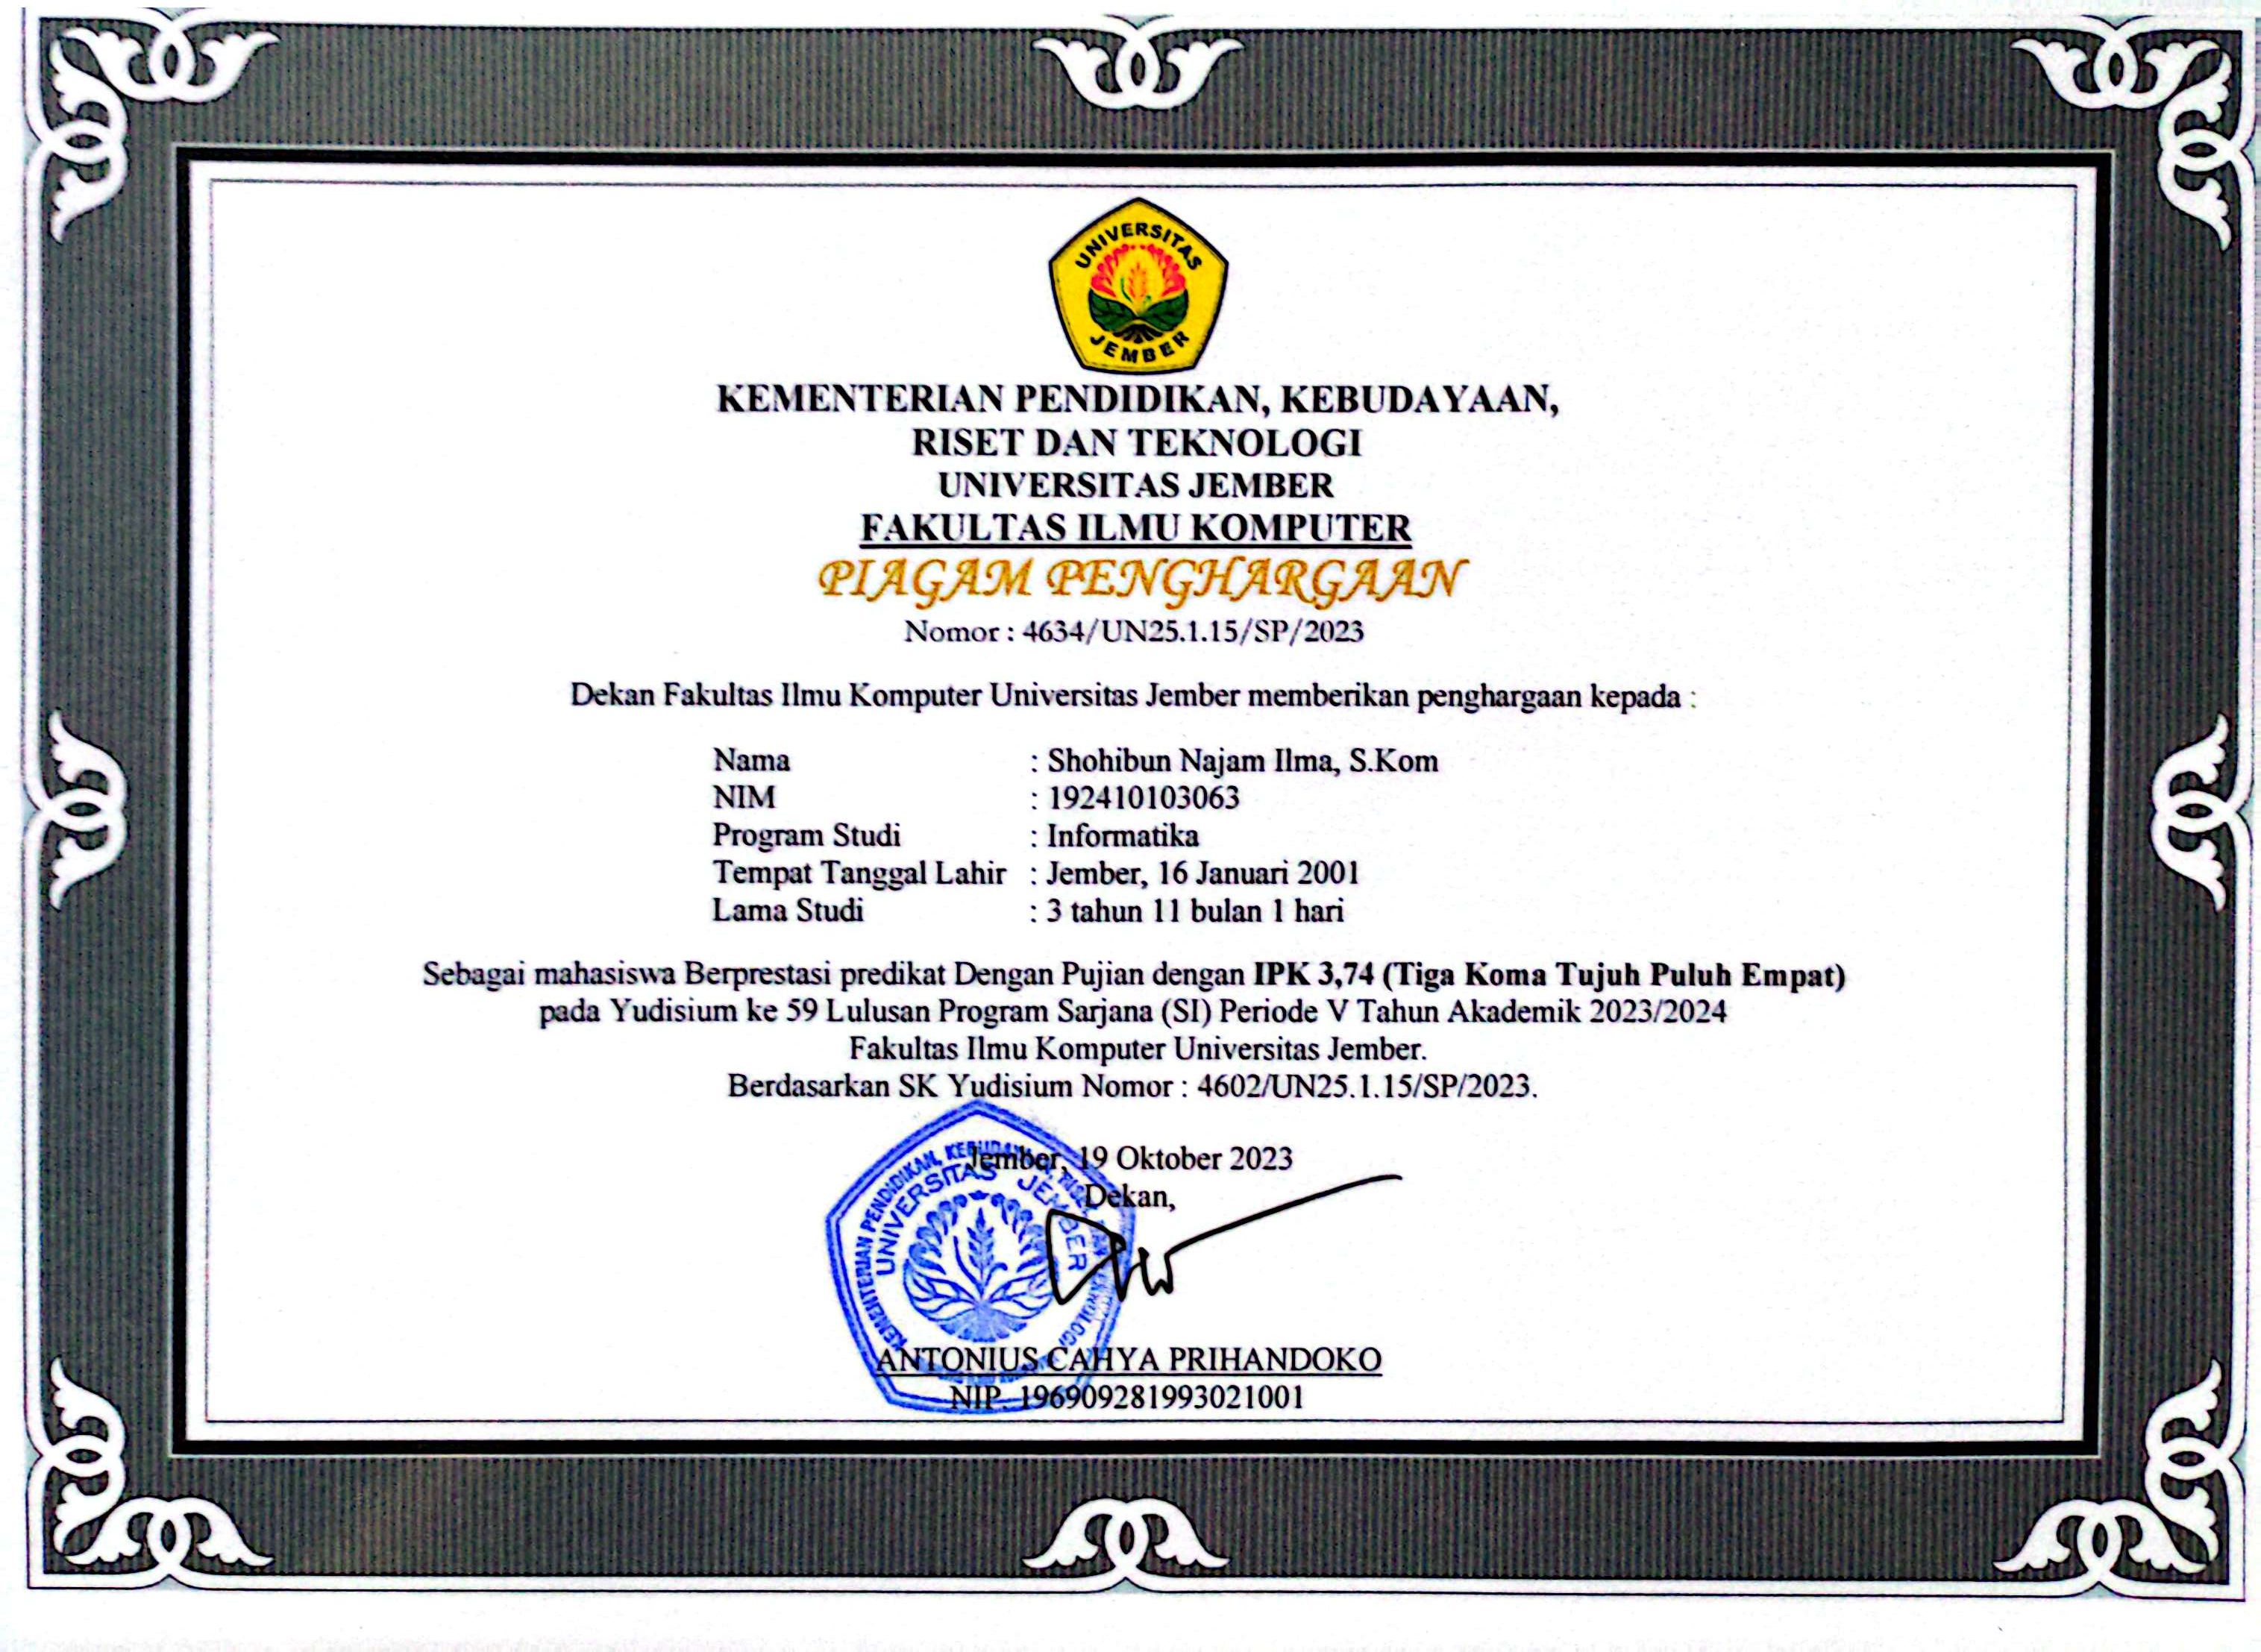 UNIVERSITAS
JEMBER
KEMENTERIAN PENDIDIKAN, KEBUDAYAAN,
RISET DAN TEKNOLOGI
UNIVERSITAS JEMBER
FAKULTAS ILMU KOMPUTER
PIAGAM PENGHARGAAN
Nomor : 4634/UN25.1.15/SP/2023
Dekan Fakultas Ilmu Komputer Universitas Jember memberikan penghargaan kepada :
Nama : Shohibun Najam Ilma, S.Kom
NIM : 192410103063
Program Studi : Informatika
Tempat Tanggal Lahir : Jember, 16 Januari 2001
Lama Studi : 3 tahun 11 bulan 1 hari
Sebagai mahasiswa Berprestasi predikat Dengan Pujian dengan IPK 3,74 (Tiga Koma Tujuh Puluh Empat)
pada Yudisium ke 59 Lulusan Program Sarjana (SI) Periode V Tahun Akademik 2023/2024
Fakultas Ilmu Komputer Universitas Jember.
Berdasarkan SK Yudisium Nomor : 4602/UN25.1.15/SP/2023.
Jember, 19 Oktober 2023
Dekan,
KEMENTERIAN PENDIDIKAN,
UNIVERSITAS JEMBER
ANTONIUS CAHYA PRIHANDOKO
NIP. 196909281993021001